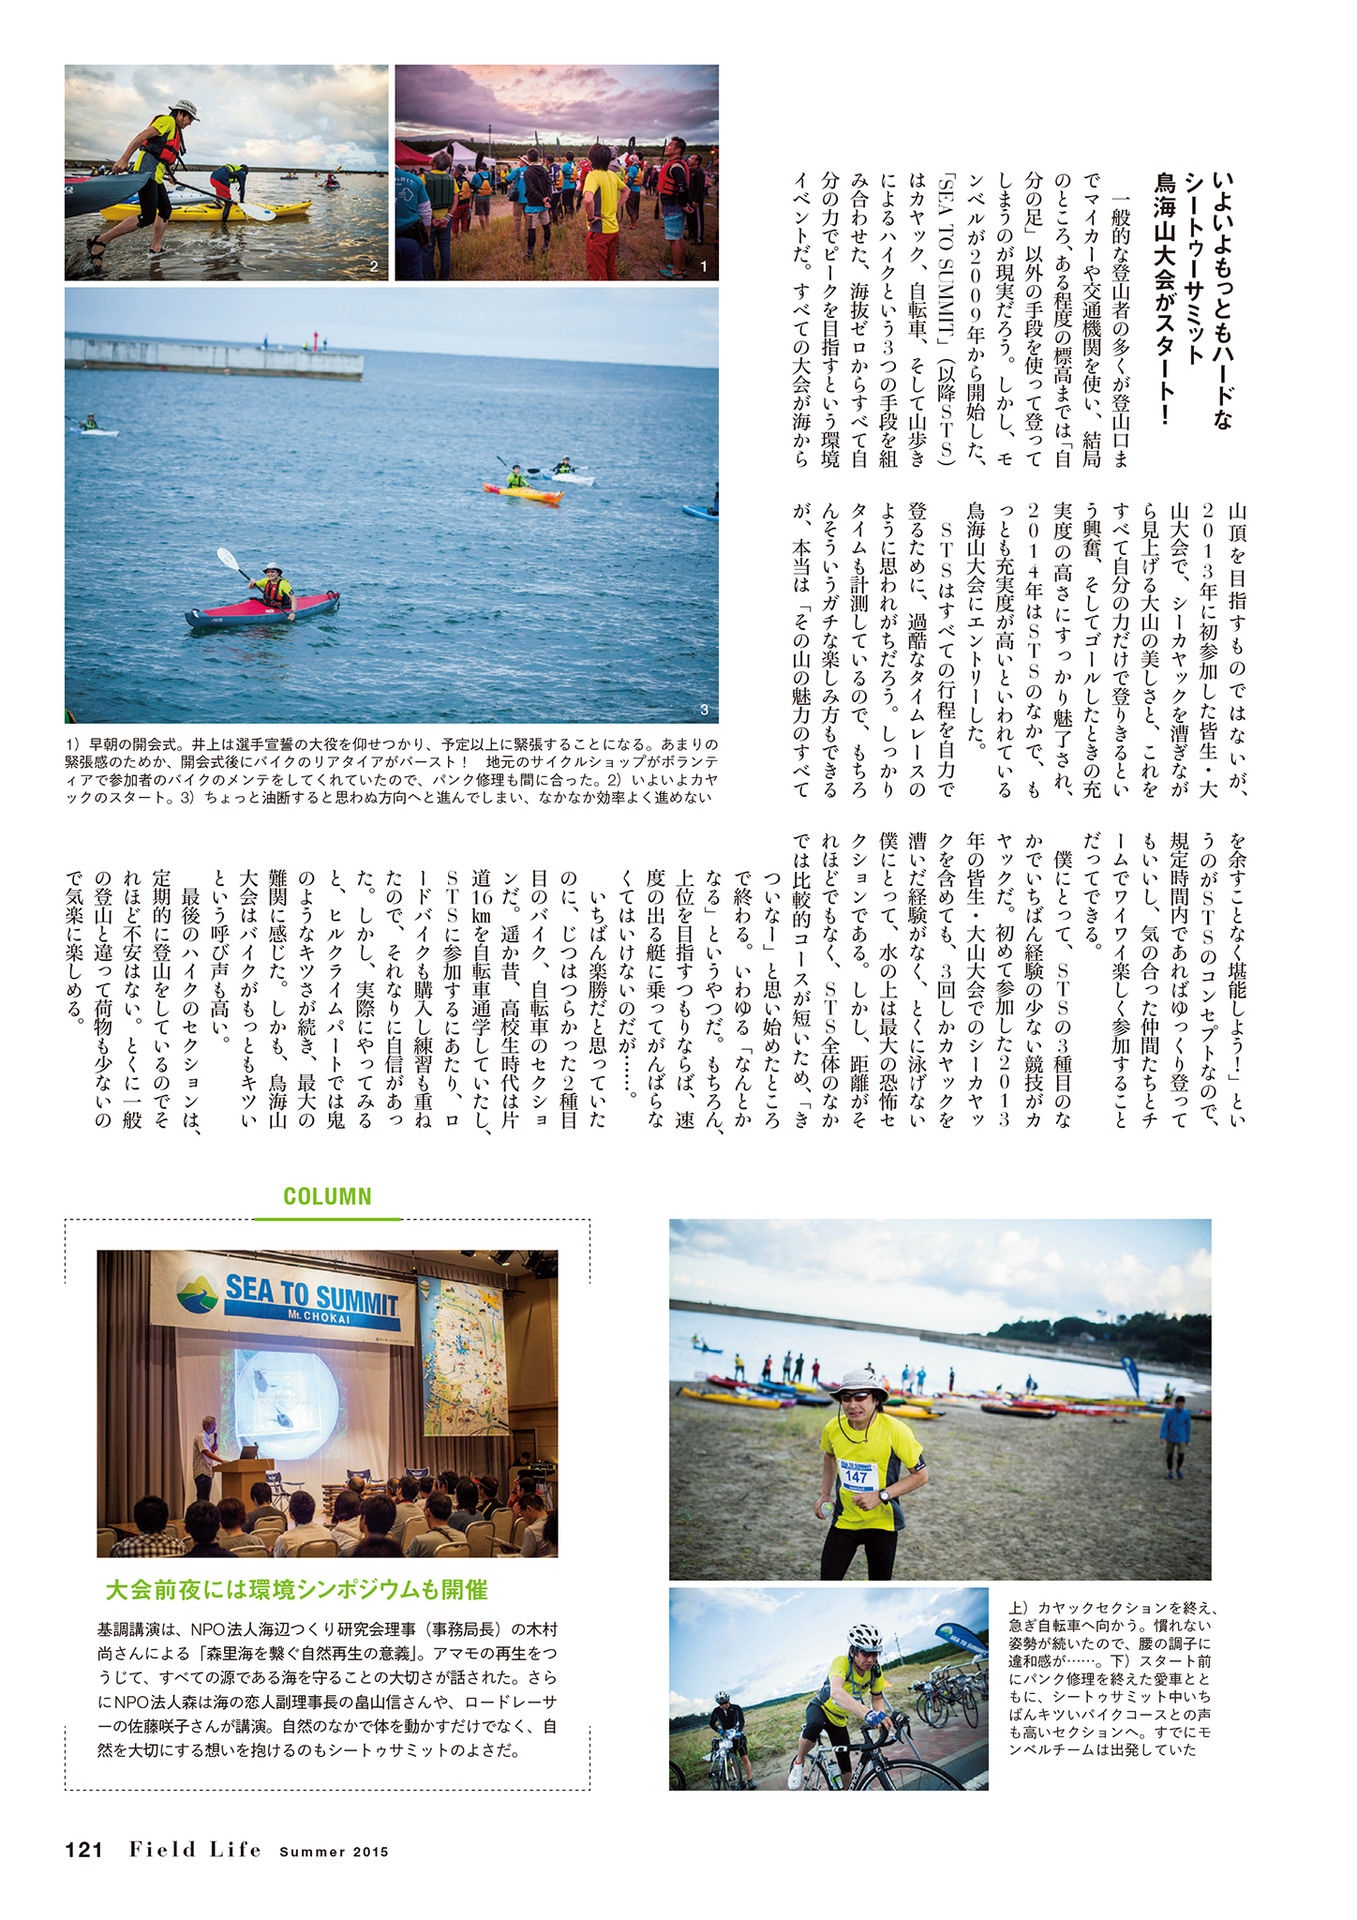 いよいよもっともハードな
シートゥーサミット
鳥海山大会がスタート！
一般的な登山者の多くが登山口ま
でマイカーや交通機関を使い、結局
のところ、ある程度の標高までは「自
分の足」以外の手段を使って登って
しまうのが現実だろう。しかし、モ
ンベルが2009年から開始した、
「SEA TO SUMMIT」（以降STS）
はカヤック、自転車、そして山歩き
によるハイクという3つの手段を組
み合わせた、海抜ゼロからすべて自
分の力でピークを目指すという環境
イベントだ。すべての大会が海から
山頂を目指すものではないが、
2013年に初参加した皆生・大
山大会で、シーカヤックを漕ぎなが
ら見上げる大山の美しさと、これを
すべて自分の力だけで登りきるとい
う興奮、そしてゴールしたときの充
実度の高さにすっかり魅了され、
2014年はSTSのなかで、も
っとも充実度が高いといわれている
鳥海山大会にエントリーした。
STSはすべての行程を自力で
登るために、過酷なタイムレースの
ように思われがちだろう。しっかり
タイムも計測しているので、もちろ
んそういうガチな楽しみ方もできる
が、本当は「その山の魅力のすべて
を余すことなく堪能しよう！」とい
うのがSTSのコンセプトなので、
規定時間内であればゆっくり登って
もいいし、気の合った仲間たちとチ
ームでワイワイ楽しく参加すること
だってできる。
僕にとって、STSの3種目のな
かでいちばん経験の少ない競技がカ
ヤックだ。初めて参加した2013
年の皆生・大山大会でのシーカヤッ
クを含めても、3回しかカヤックを
漕いだ経験がなく、とくに泳げない
僕にとって、水の上は最大の恐怖セ
クションである。しかし、距離がそ
れほどでもなく、STS全体のなか
では比較的コースが短いため、「き
ついなー」と思い始めたところ
で終わる。いわゆる「なんとか
なる」というやつだ。もちろん、
上位を目指すつもりならば、速
度の出る艇に乗ってがんばらな
くてはいけないのだが……。
いちばん楽勝だと思っていた
のに、じつはつらかった2種目
目のバイク、自転車のセクショ
ンだ。遥か昔、高校生時代は片
道16㎞を自転車通学していたし、
STSに参加するにあたり、ロ
ードバイクも購入し練習も重ね
たので、それなりに自信があっ
た。しかし、実際にやってみる
と、ヒルクライムパートでは鬼
のようなキツさが続き、最大の
難関に感じた。しかも、鳥海山
大会はバイクがもっともキツい
という呼び声も高い。
最後のハイクのセクションは、
定期的に登山をしているのでそ
れほど不安はない。とくに一般
の登山と違って荷物も少ないの
で気楽に楽しめる。
2
1
3
1）早朝の開会式。井上は選手宣誓の大役を仰せつかり、予定以上に緊張することになる。あまりの
緊張感のためか、開会式後にバイクのリアタイアがバースト！　地元のサイクルショップがボランテ
ィアで参加者のバイクのメンテをしてくれていたので、パンク修理も間に合った。2）いよいよカヤ
ックのスタート。3）ちょっと油断すると思わぬ方向へと進んでしまい、なかなか効率よく進めない
COLUMN
SEA TO SUMMIT
Mt. CHOKAI
大会前夜には環境シンポジウムも開催
基調講演は、NPO法人海辺つくり研究会理事（事務局長）の木村
尚さんによる「森里海を繋ぐ自然再生の意義」。アマモの再生をつ
うじて、すべての源である海を守ることの大切さが話された。さら
にNPO法人森は海の恋人副理事長の畠山信さんや、ロードレーサ
ーの佐藤咲子さんが講演。自然のなかで体を動かすだけでなく、自
然を大切にする想いを抱けるのもシートゥサミットのよさだ。
SEA TO SUMMIT
147
SEA TO SUMMIT
上）カヤックセクションを終え、
急ぎ自転車へ向かう。慣れない
姿勢が続いたので、腰の調子に
違和感が……。下）スタート前
にパンク修理を終えた愛車とと
もに、シートゥサミット中いち
ばんキツいバイクコースとの声
も高いセクションへ。すでにモ
ンベルチームは出発していた
121 Field Life Summer 2015